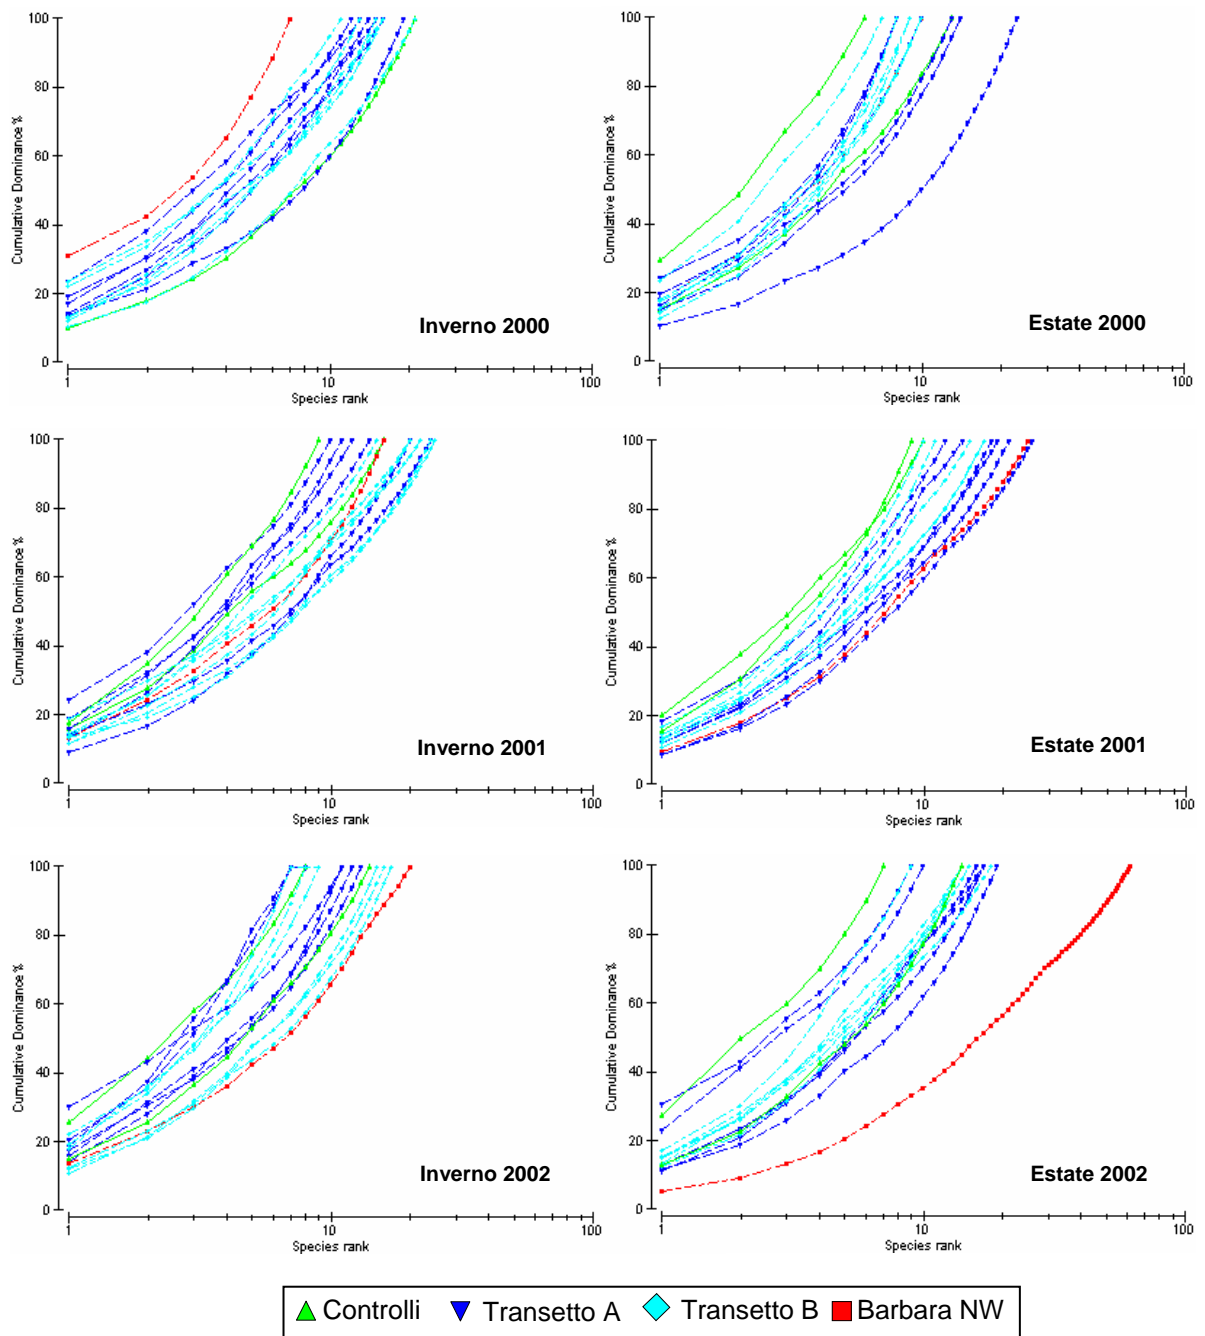 100
80
60
40
20
0
Cumulative Dominance %
1
10
100
Species rank
Inverno 2000
100
80
60
40
20
0
Cumulative Dominance %
1
10
100
Species rank
Estate 2000
100
80
60
40
20
0
Cumulative Dominance %
1
10
100
Species rank
Inverno 2001
100
80
60
40
20
0
Cumulative Dominance %
1
10
100
Species rank
Estate 2001
100
80
60
40
20
0
Cumulative Dominance %
1
10
100
Species rank
Inverno 2002
100
80
60
40
20
0
Cumulative Dominance %
1
10
100
Species rank
Estate 2002
Controlli Transetto A Transetto B Barbara NW